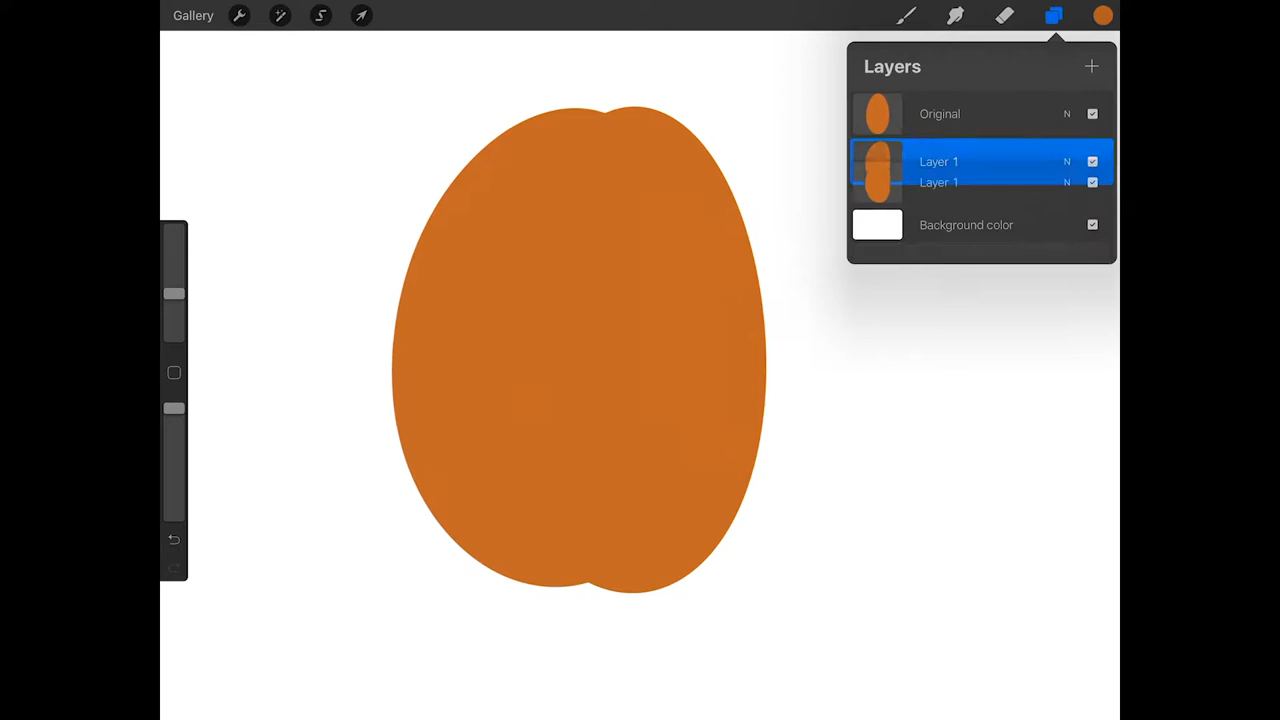 Gallery
Layers
Original N
Layer 1 N
Layer 1 N
Background color